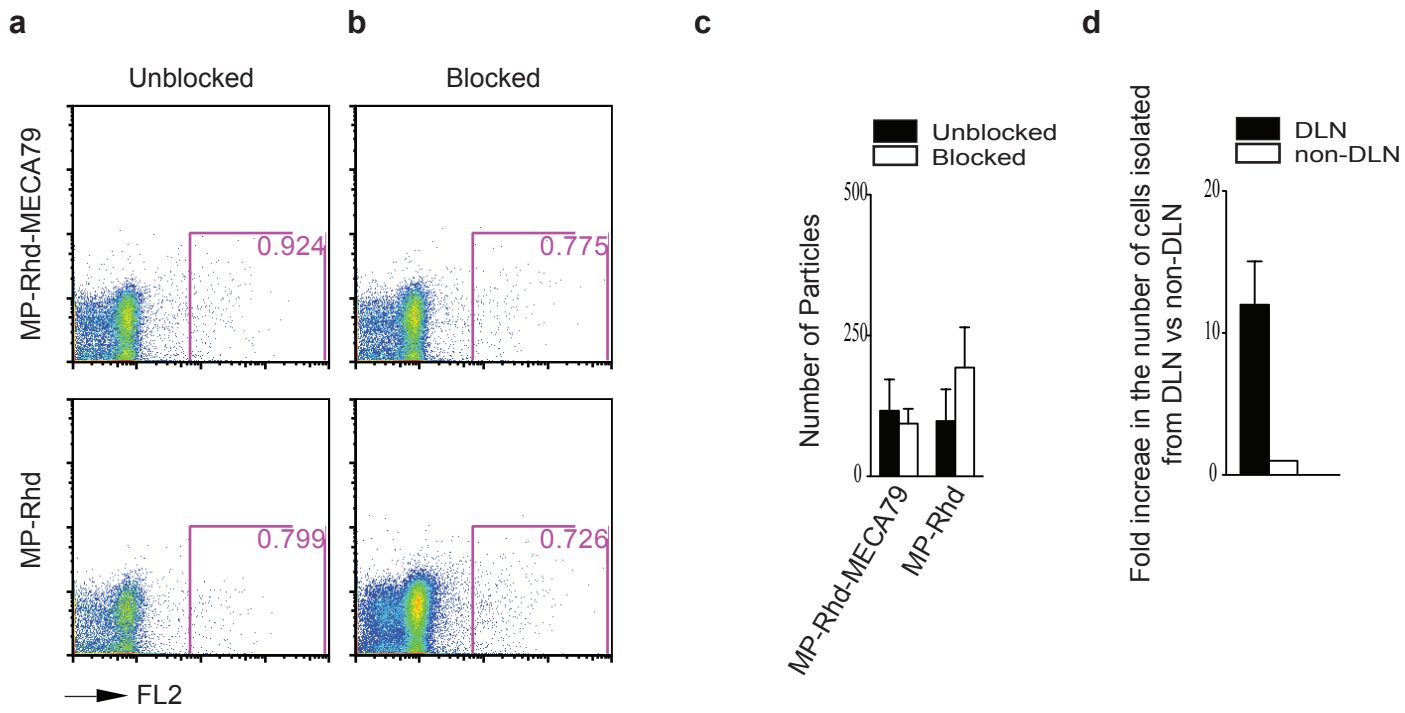 a
b
c
d
Unblocked
Blocked
MP-Rhd-MECA79
0.924
0.775
MP-Rhd
0.799
0.726
FL2
Unblocked
Blocked
Number of Particles
500
250
0
MP-Rhd-MECA79
MP-Rhd
DLN
non-DLN
Fold increae in the nunber of cells isolated
from DLN vs non-DLN
20
10
0